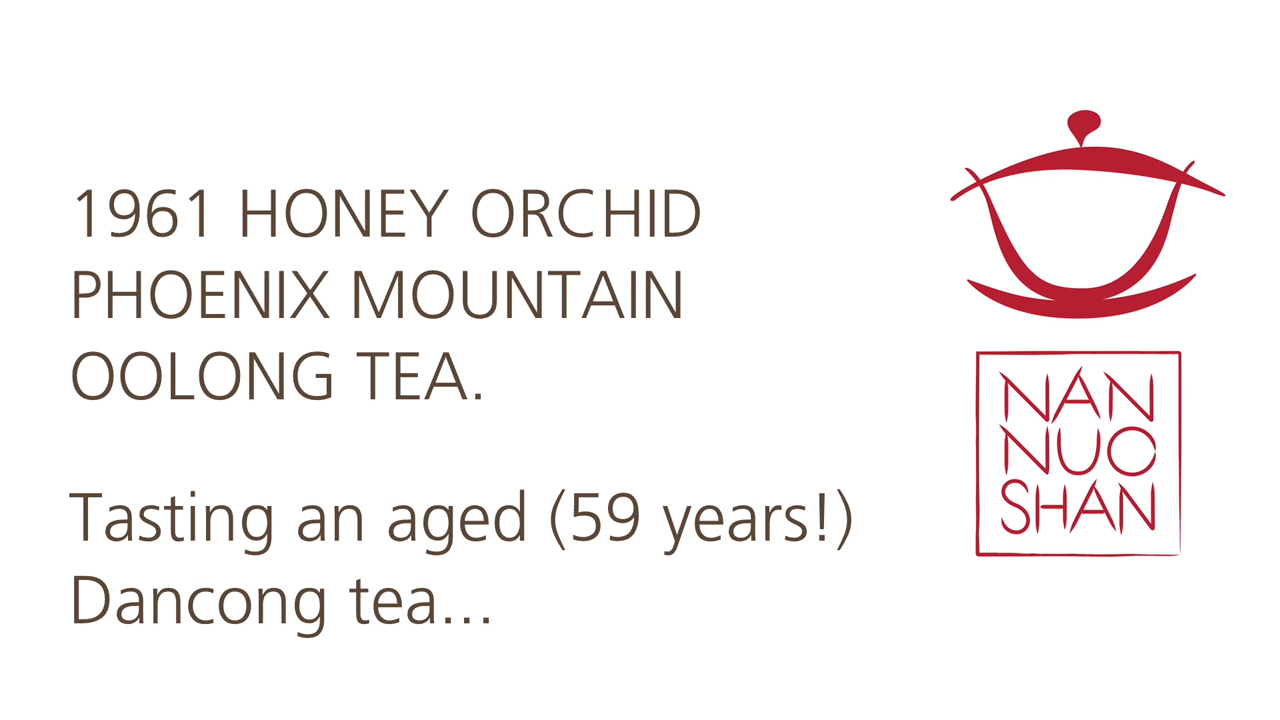 1961 HONEY ORCHID
PHOENIX MOUNTAIN
OOLONG TEA.
Tasting an aged (59 years!)
Dancong tea...
NAN
NUO
SHAN